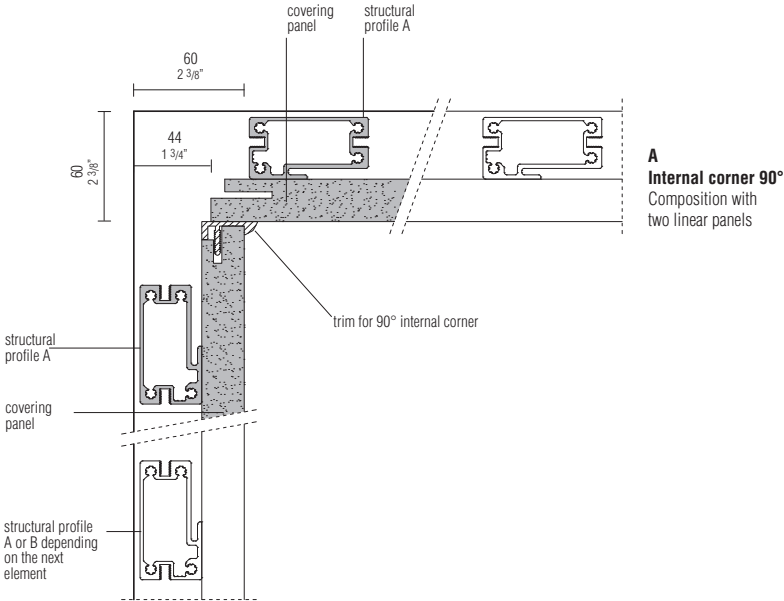 covering
panel
structural
profile A
60
2 3/8"
44
1 3/4"
60
2 3/8"
A
Internal corner 90°
Composition with
two linear panels
trim for 90° internal corner
structural
profile A
covering
panel
structural profile
A or B depending
on the next
element